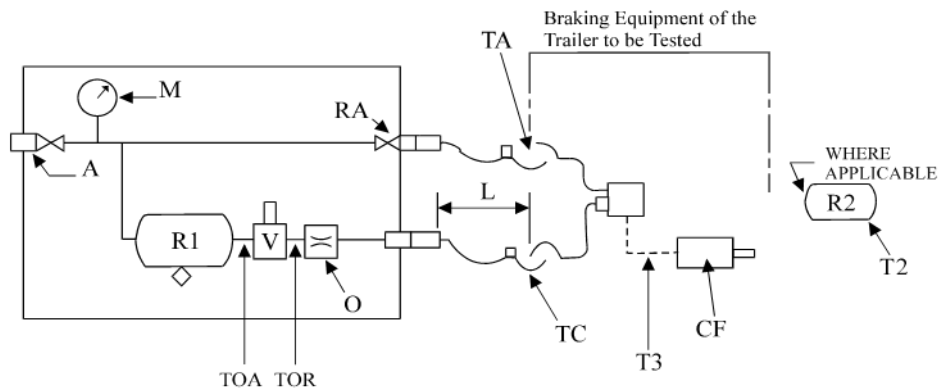 Braking Equipment of the
Trailer to be Tested
TA
M
RA
A
WHERE
APPLICABLE
L
R1
V
R2
O
T2
TC
CF
T3
TOA
TOR